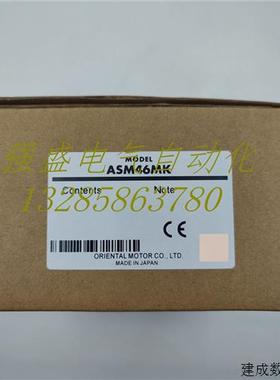 MODEL
ASM46MK
强盛电气自动化
Contents Note
13285863780
CE
ORIENTAL MOTOR CO., LTD.
MADE IN JAPAN
建成数